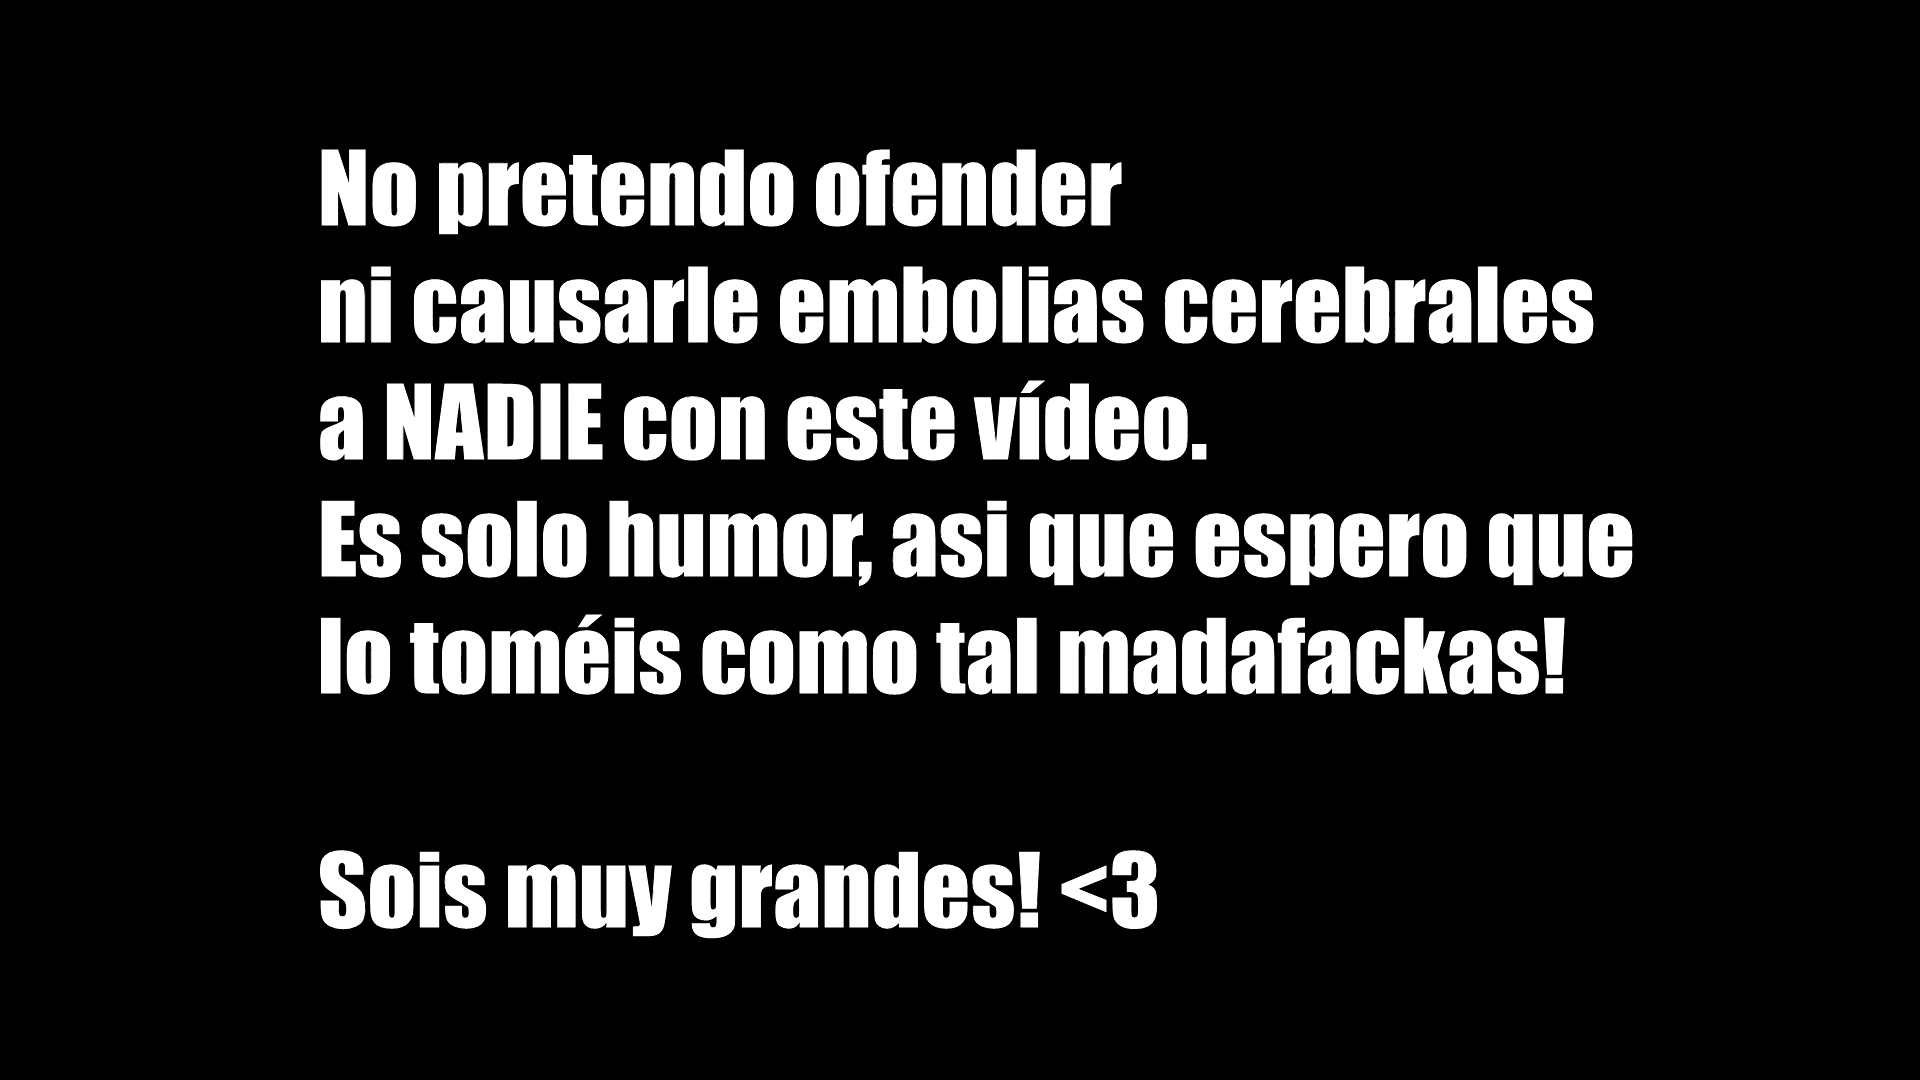 No pretendo ofender
ni causarle embolias cerebrales
a NADIE con este vídeo.
Es solo humor, asi que espero que
lo toméis como tal madafackas!
Sois muy grandes! <3